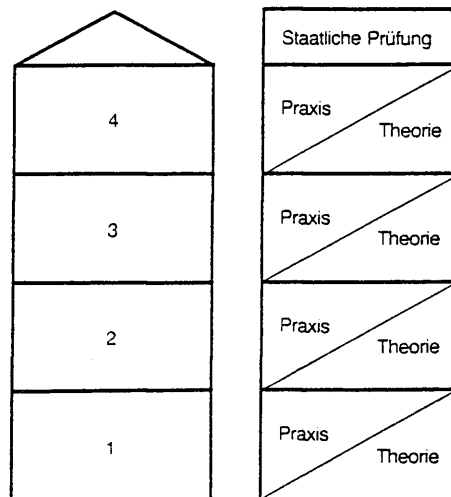 Staatliche Prüfung
4
Praxis
Theorie
3
Praxis
Theorie
2
Praxis
Theorie
1
Praxis
Theorie